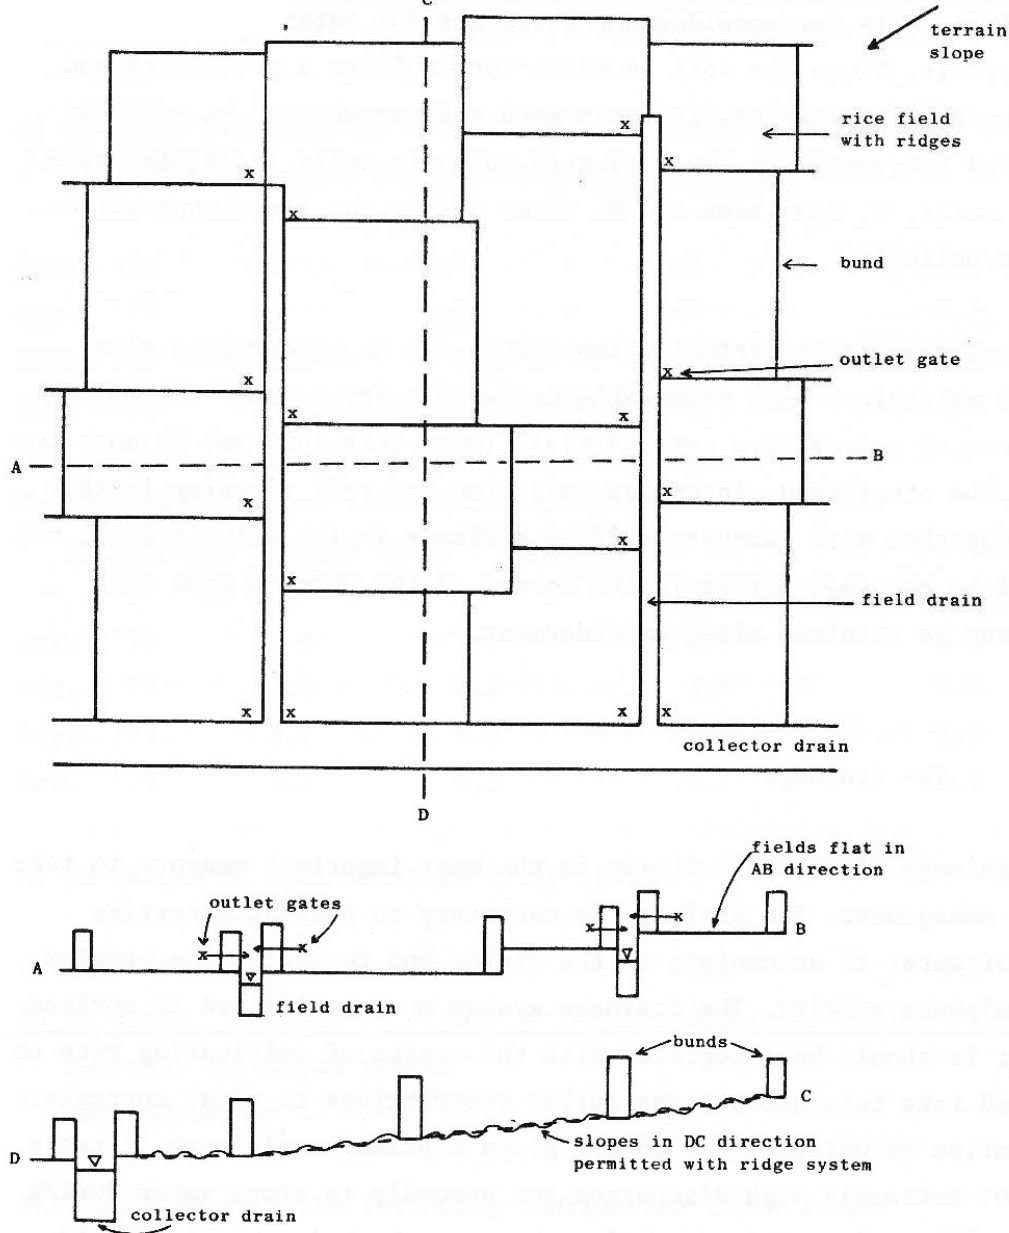 C
terrain
slope
rice field
with ridges
x
x
x
x
bund
outlet gate
x
x
x
x
x
A
B
x
x
x
x
field drain
x
x
x
x
collector drain
D
fields flat in
AB direction
outlet gates
x
x
x
x
B
A
field drain
bunds
C
slopes in DC direction
permitted with ridge system
D
collector drain